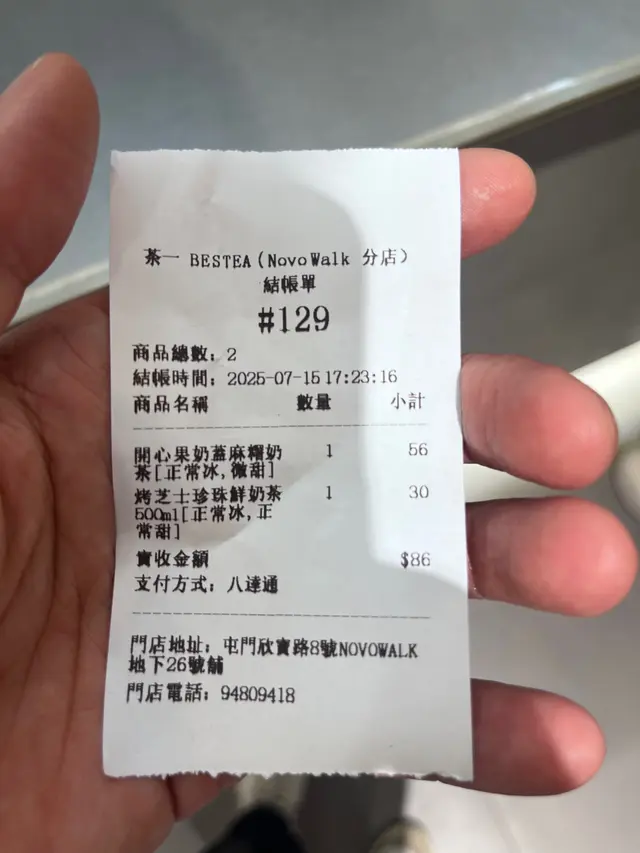 茶一 BESTEA(NovoWalk 分店)
結帳單
#129
商品總數: 2
結帳時間: 2025-07-15 17:23:16
商品名稱 數量 小計
開心果奶蓋麻糬奶 1 56
茶[正常冰,微甜]
烤芝士珍珠鮮奶茶 1 30
500ml[正常冰,正
常甜]
實收金額 $86
支付方式: 八達通
門店地址: 屯門欣寶路8號NOVOWALK
地下26號舖
門店電話: 94809418